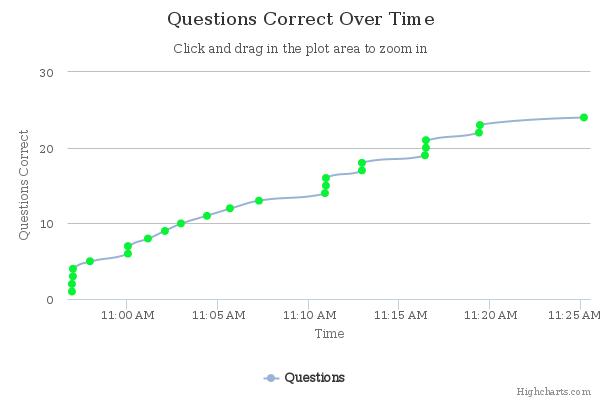 Questions Correct Over Time
Click and drag in the plot area to zoom in
Questions Correct
30
20
10
0
11:00 AM
11:05 AM
11:10 AM
11:15 AM
11:20 AM
11:25 AM
Time
Questions
Highcharts.com